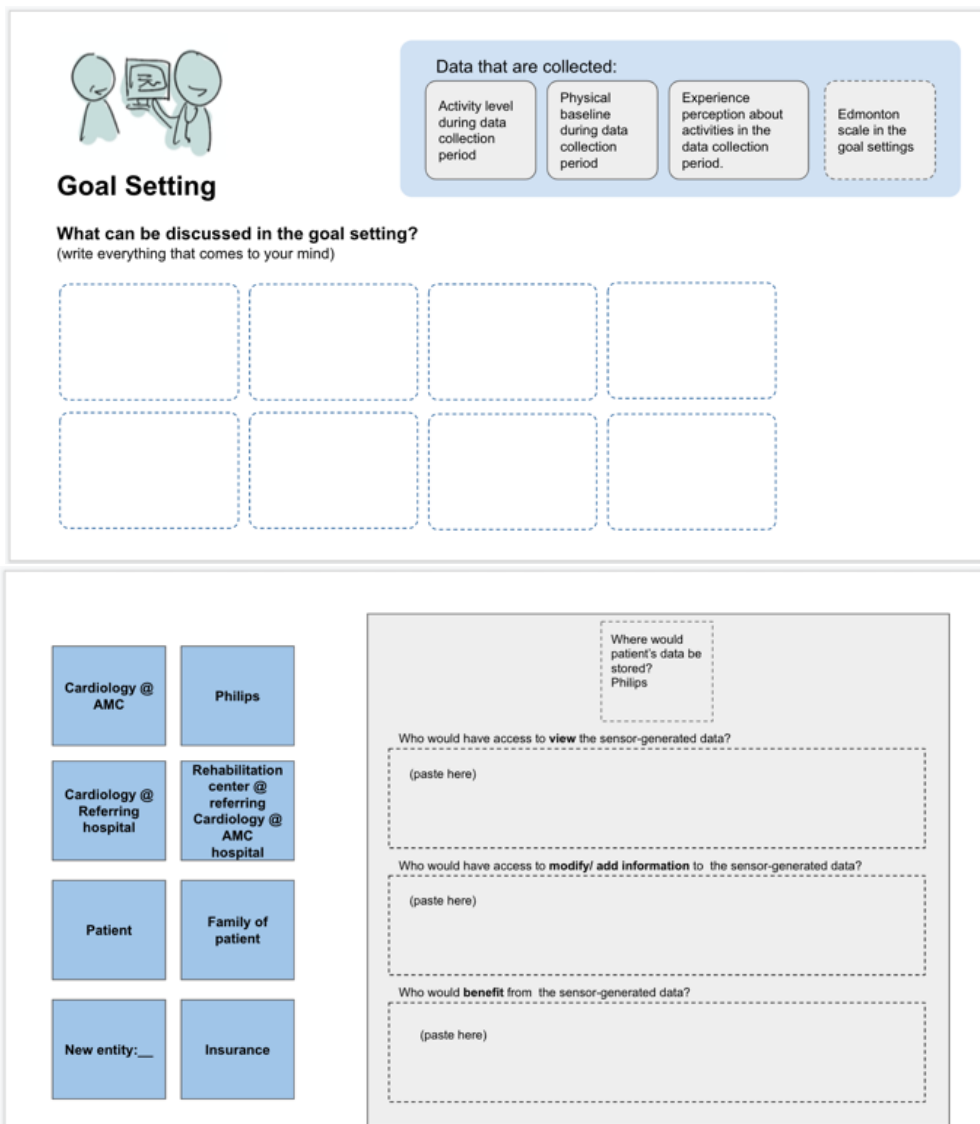 Data that are collected:
Activity level
during data
collection
period
Physical
baseline
during data
collection
period
Experience
perception about
activities in the
data collection
period.
Edmonton
scale in the
goal settings
Goal Setting
What can be discussed in the goal setting?
(write everything that comes to your mind)
Cardiology @
AMC
Philips
Cardiology @
Referring
hospital
Rehabilitation
center @
referring
Cardiology @
AMC
hospital
Patient
Family of
patient
New entity:__
Insurance
Where would
patient's data be
stored?
Philips
Who would have access to view the sensor-generated data?
(paste here)
Who would have access to modify/ add information to the sensor-generated data?
(paste here)
Who would benefit from the sensor-generated data?
(paste here)